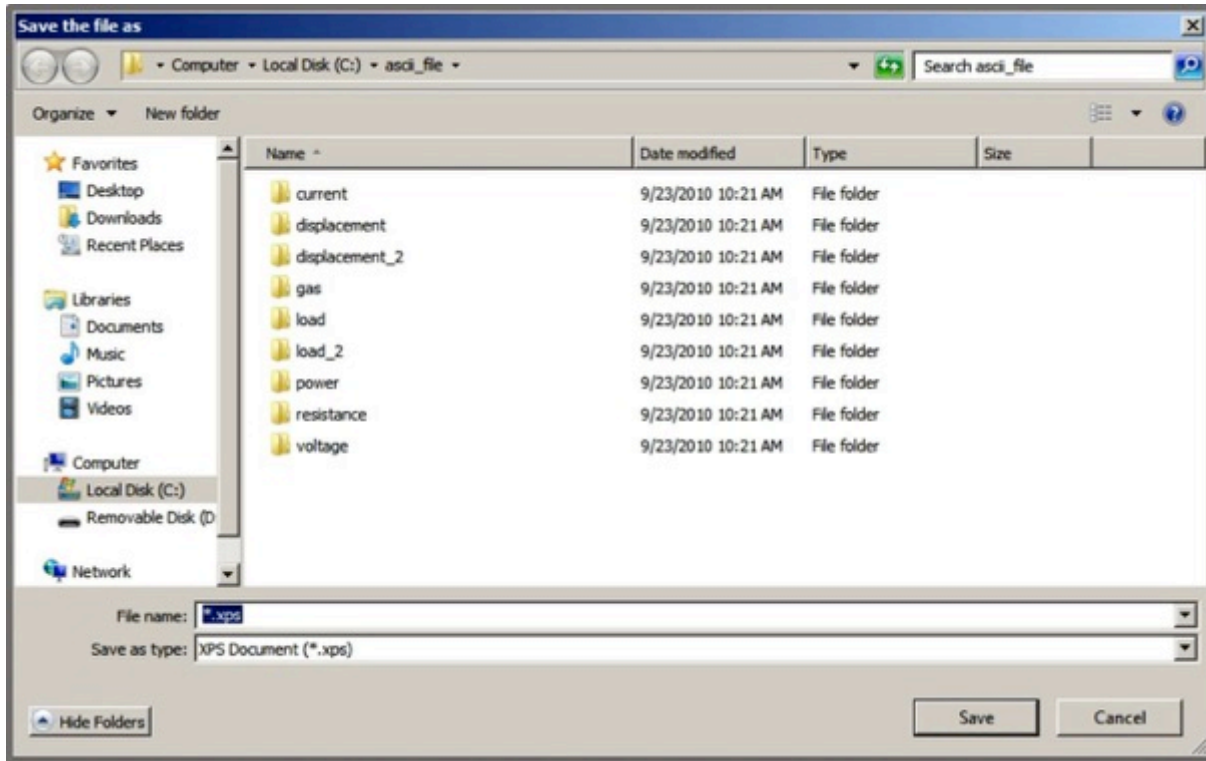 Save the file as
Computer Local Disk (C:) ascii_file Search ascii_file
Organize New folder
Favorites
Desktop
Downloads
Recent Places
Libraries
Documents
Music
Pictures
Videos
Computer
Local Disk (C:)
Removable Disk (D
Network
Name Date modified Type Size
current 9/23/2010 10:21 AM File folder
displacement 9/23/2010 10:21 AM File folder
displacement_2 9/23/2010 10:21 AM File folder
gas 9/23/2010 10:21 AM File folder
load 9/23/2010 10:21 AM File folder
load_2 9/23/2010 10:21 AM File folder
power 9/23/2010 10:21 AM File folder
resistance 9/23/2010 10:21 AM File folder
voltage 9/23/2010 10:21 AM File folder
File name: *.xps
Save as type: XPS Document (*.xps)
Hide Folders Save Cancel